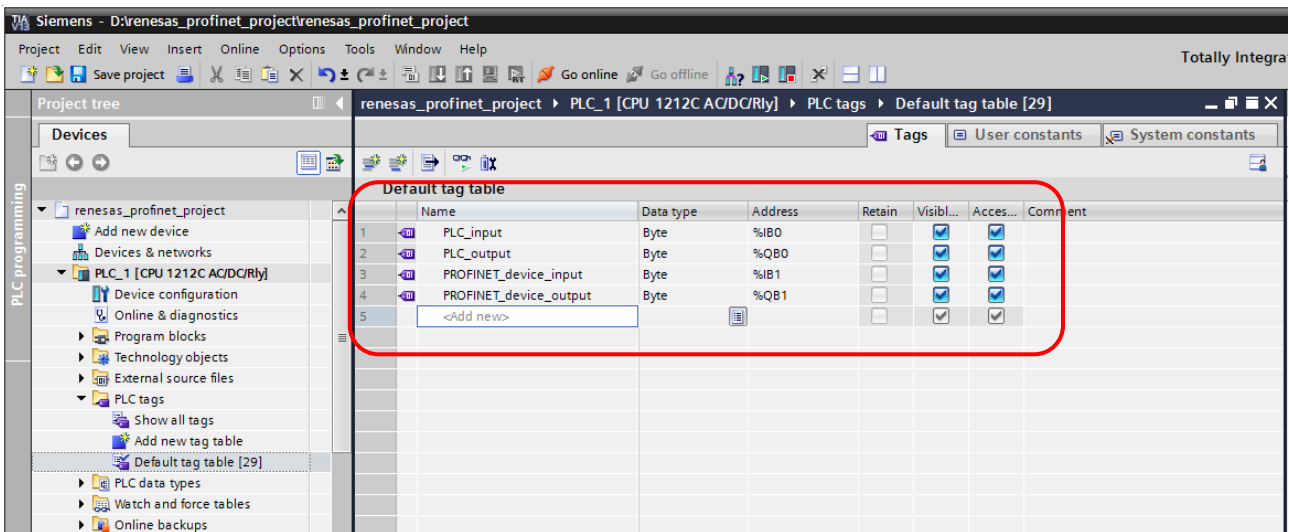 TIA V13 Siemens - D:\renesas_profinet_project\renesas_profinet_project
Project Edit View Insert Online Options Tools Window Help
Totally Integra
Save project Go online Go offline
Project tree
renesas_profinet_project PLC_1 [CPU 1212C AC/DC/Rly] PLC tags Default tag table [29]
Devices
Tags User constants System constants
PLC programming
Default tag table
Name Data type Address Retain Visibl... Acces... Comment
1 PLC_input Byte %IB0
2 PLC_output Byte %QB0
3 PROFINET_device_input Byte %IB1
4 PROFINET_device_output Byte %QB1
5 <Add new>
renesas_profinet_project
Add new device
Devices & networks
PLC_1 [CPU 1212C AC/DC/Rly]
Device configuration
Online & diagnostics
Program blocks
Technology objects
External source files
PLC tags
Show all tags
Add new tag table
Default tag table [29]
PLC data types
Watch and force tables
Online backups